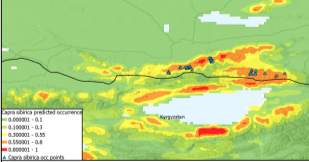 Kyrgyzstan
Capra sibirica predicted occurrence
0.000001 - 0.1
0.100001 - 0.3
0.300001 - 0.55
0.550001 - 0.8
0.800001 - 1
Capra sibirica occ points